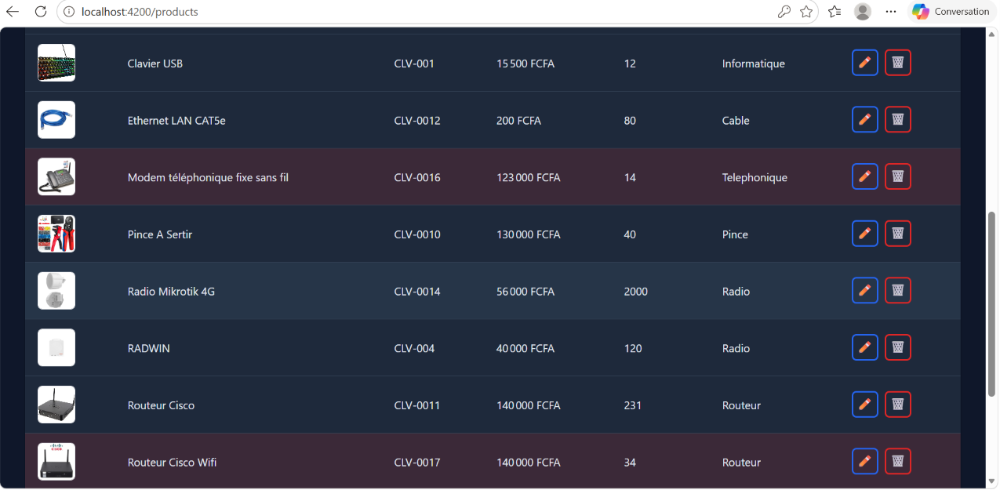 localhost:4200/products
Conversation
Clavier USB CLV-001 15 500 FCFA 12 Informatique
Ethernet LAN CAT5e CLV-0012 200 FCFA 80 Cable
Modem téléphonique fixe sans fil CLV-0016 123 000 FCFA 14 Telephonique
Pince A Sertir CLV-0010 130 000 FCFA 40 Pince
Radio Mikrotik 4G CLV-0014 56 000 FCFA 2000 Radio
RADWIN CLV-004 40 000 FCFA 120 Radio
Routeur Cisco CLV-0011 140 000 FCFA 231 Routeur
Routeur Cisco Wifi CLV-0017 140 000 FCFA 34 Routeur